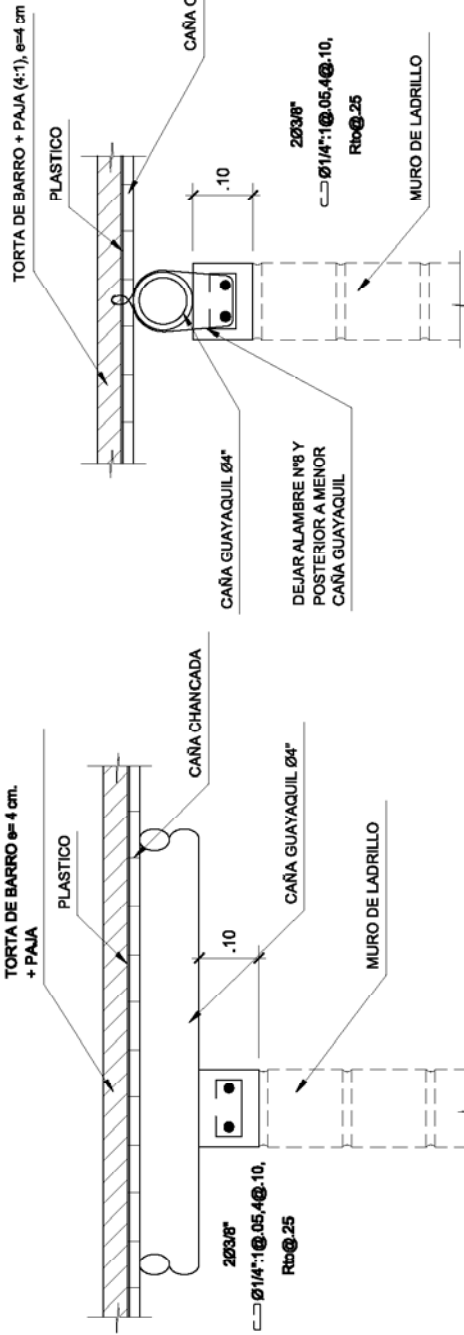 TORTA DE BARRO e= 4 cm.
+ PAJA
PLASTICO
CAÑA CHANCADA
CAÑA GUAYAQUIL Ø4"
.10
2Ø3/8"
Ø1/4":1@.05,4@.10,
Rto@.25
MURO DE LADRILLO
TORTA DE BARRO + PAJA (4:1), e=4 cm
PLASTICO
CAÑA C
CAÑA GUAYAQUIL Ø4"
.10
2Ø3/8"
Ø1/4":1@.05,4@.10,
Rto@.25
DEJAR ALAMBRE Nº8 Y
POSTERIOR A MENOR
CAÑA GUAYAQUIL
MURO DE LADRILLO